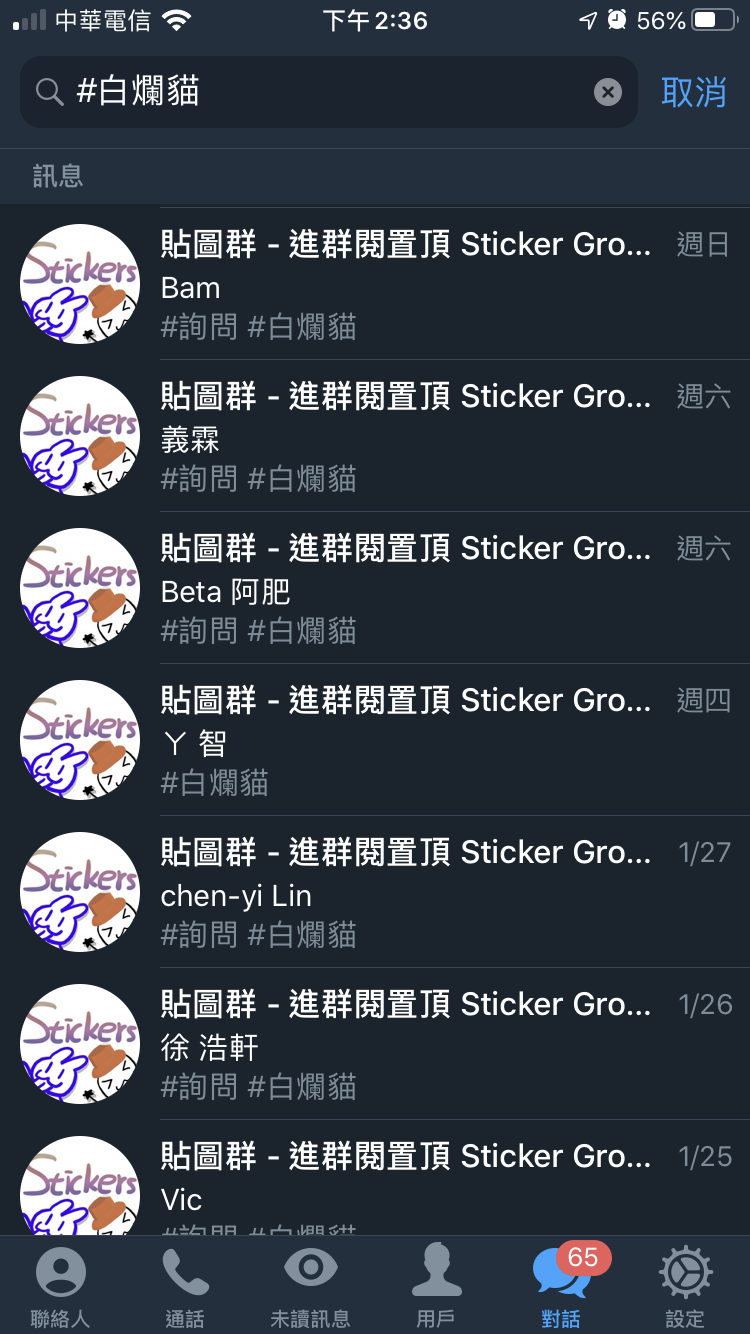 中華電信 下午2:36 56%
#白爛貓 取消
訊息
Stickers 貼圖群 - 進群閱置頂 Sticker Gro... 週日
Bam
#詢問 #白爛貓
Stickers 貼圖群 - 進群閱置頂 Sticker Gro... 週六
義霖
#詢問 #白爛貓
Stickers 貼圖群 - 進群閱置頂 Sticker Gro... 週六
Beta 阿肥
#詢問 #白爛貓
Stickers 貼圖群 - 進群閱置頂 Sticker Gro... 週四
ㄚ 智
#白爛貓
Stickers 貼圖群 - 進群閱置頂 Sticker Gro... 1/27
chen-yi Lin
#詢問 #白爛貓
Stickers 貼圖群 - 進群閱置頂 Sticker Gro... 1/26
徐 浩軒
#詢問 #白爛貓
Stickers 貼圖群 - 進群閱置頂 Sticker Gro... 1/25
Vic
#詢問 #白爛貓
65
聯絡人 通話 未讀訊息 用戶 對話 設定